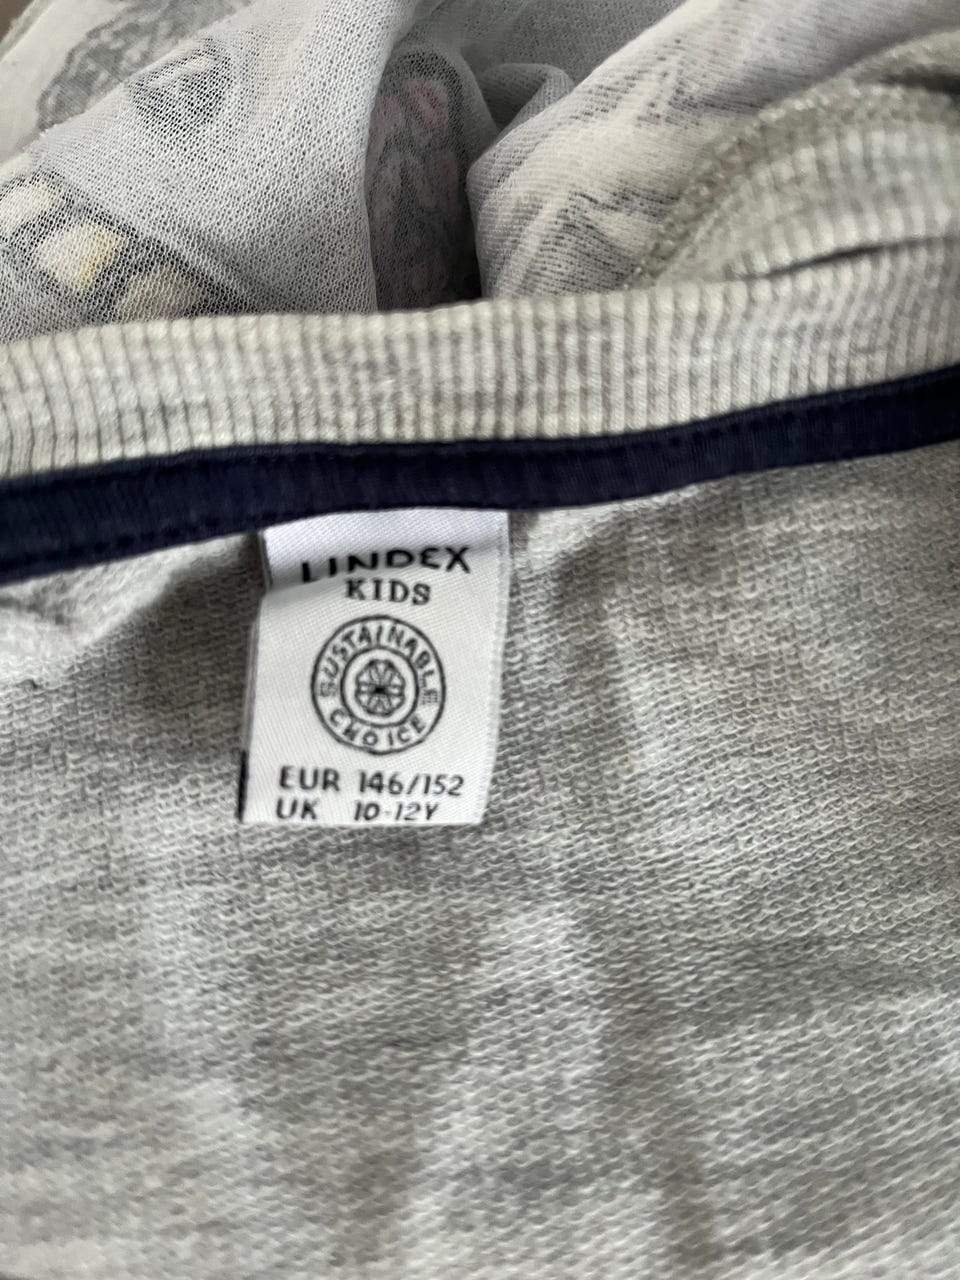 LINDEX
KIDS
SUSTAINABLE
CHOICE
EUR 146/152
UK 10-12Y